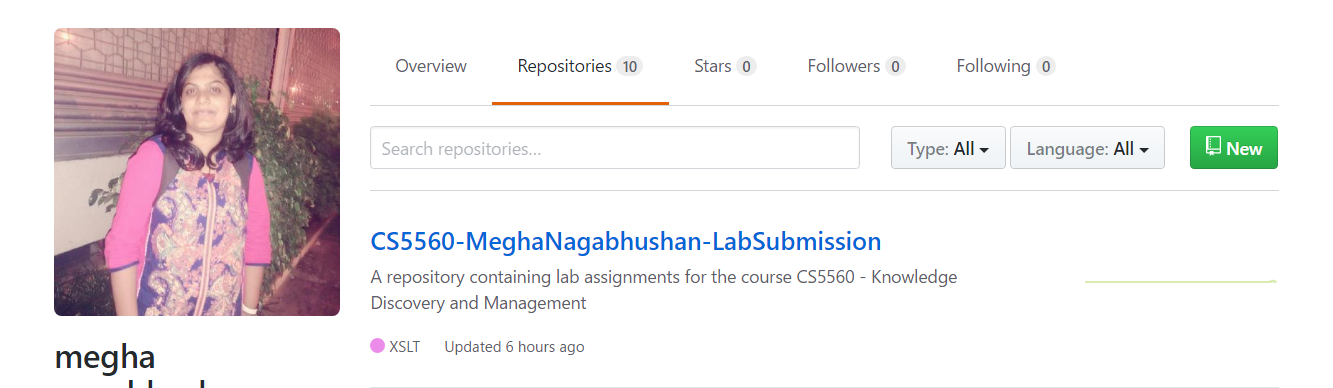 Overview Repositories 10 Stars 0 Followers 0 Following 0
Search repositories... Type: All Language: All New
CS5560-MeghaNagabhushan-LabSubmission
A repository containing lab assignments for the course CS5560 - Knowledge
Discovery and Management
XSLT Updated 6 hours ago
megha